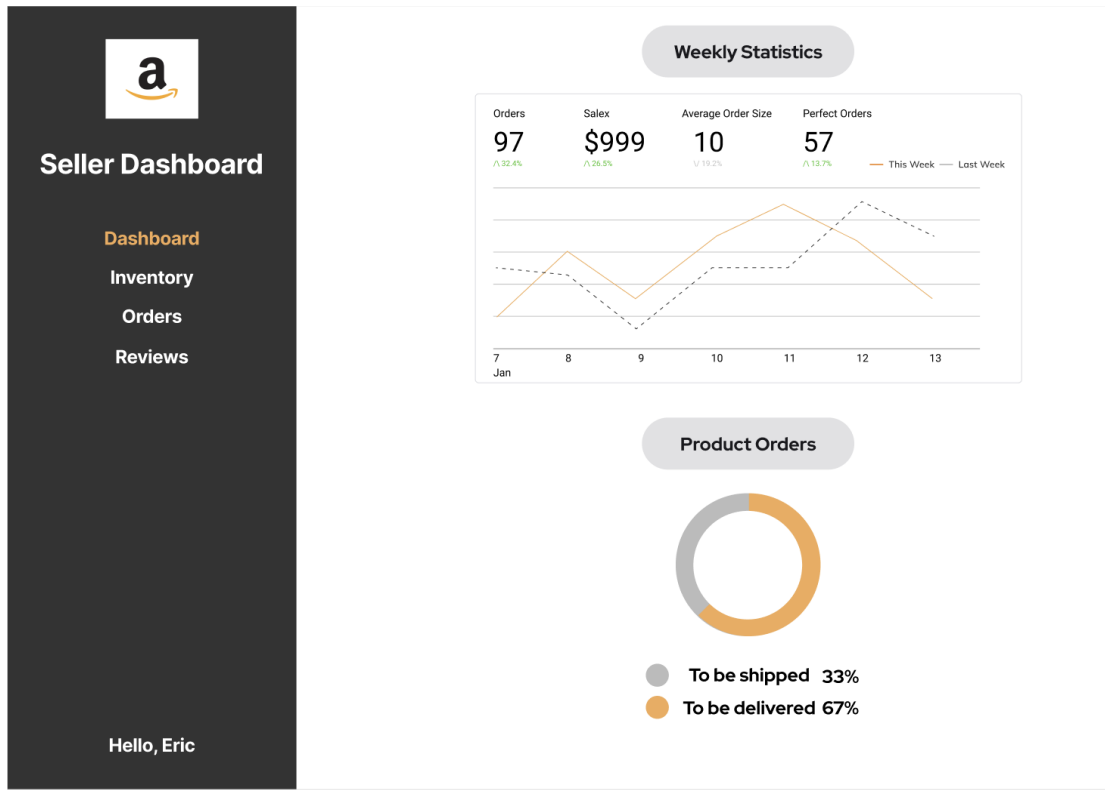 a
Seller Dashboard
Dashboard
Inventory
Orders
Reviews
Hello, Eric
Weekly Statistics
Orders Salex Average Order Size Perfect Orders
97 $999 10 57
/\ 32.4% /\ 26.5% \/ 19.2% /\ 13.7%
This Week Last Week
7 8 9 10 11 12 13
Jan
Product Orders
To be shipped 33%
To be delivered 67%